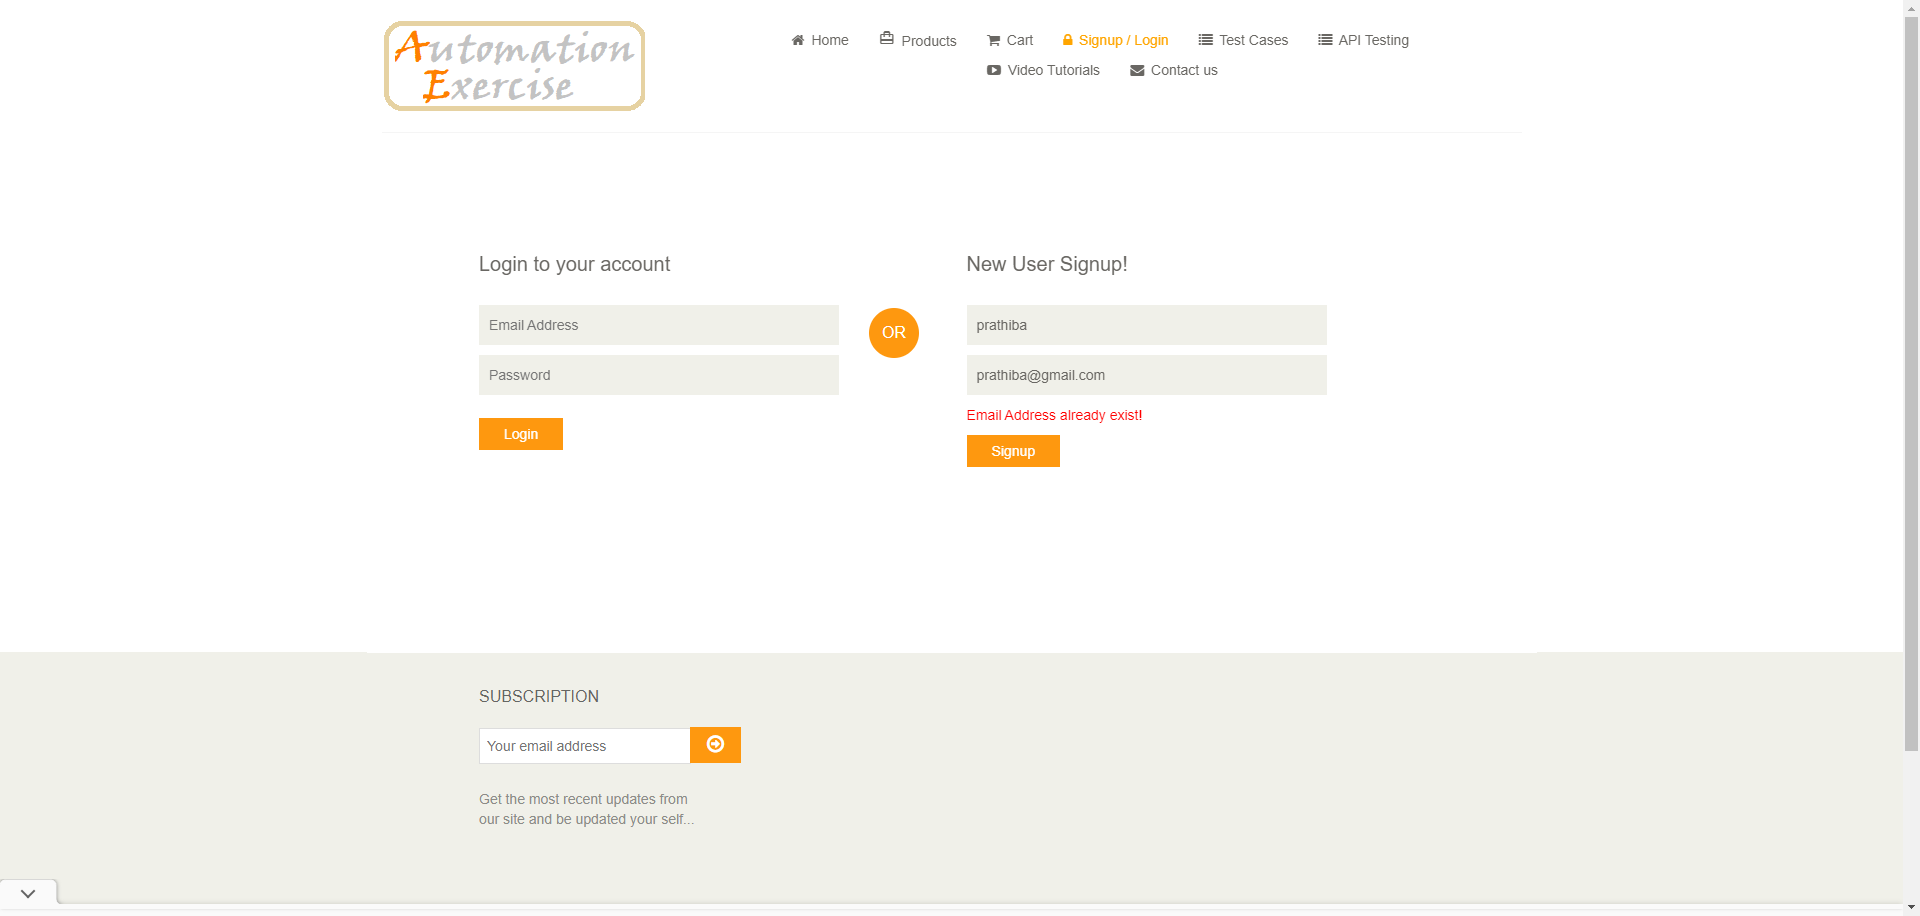 Automation
Exercise
Home
Products
Cart
Signup / Login
Test Cases
API Testing
Video Tutorials
Contact us
Login to your account
Email Address
Password
Login
OR
New User Signup!
prathiba
prathiba@gmail.com
Email Address already exist!
Signup
SUBSCRIPTION
Your email address
Get the most recent updates from
our site and be updated your self...